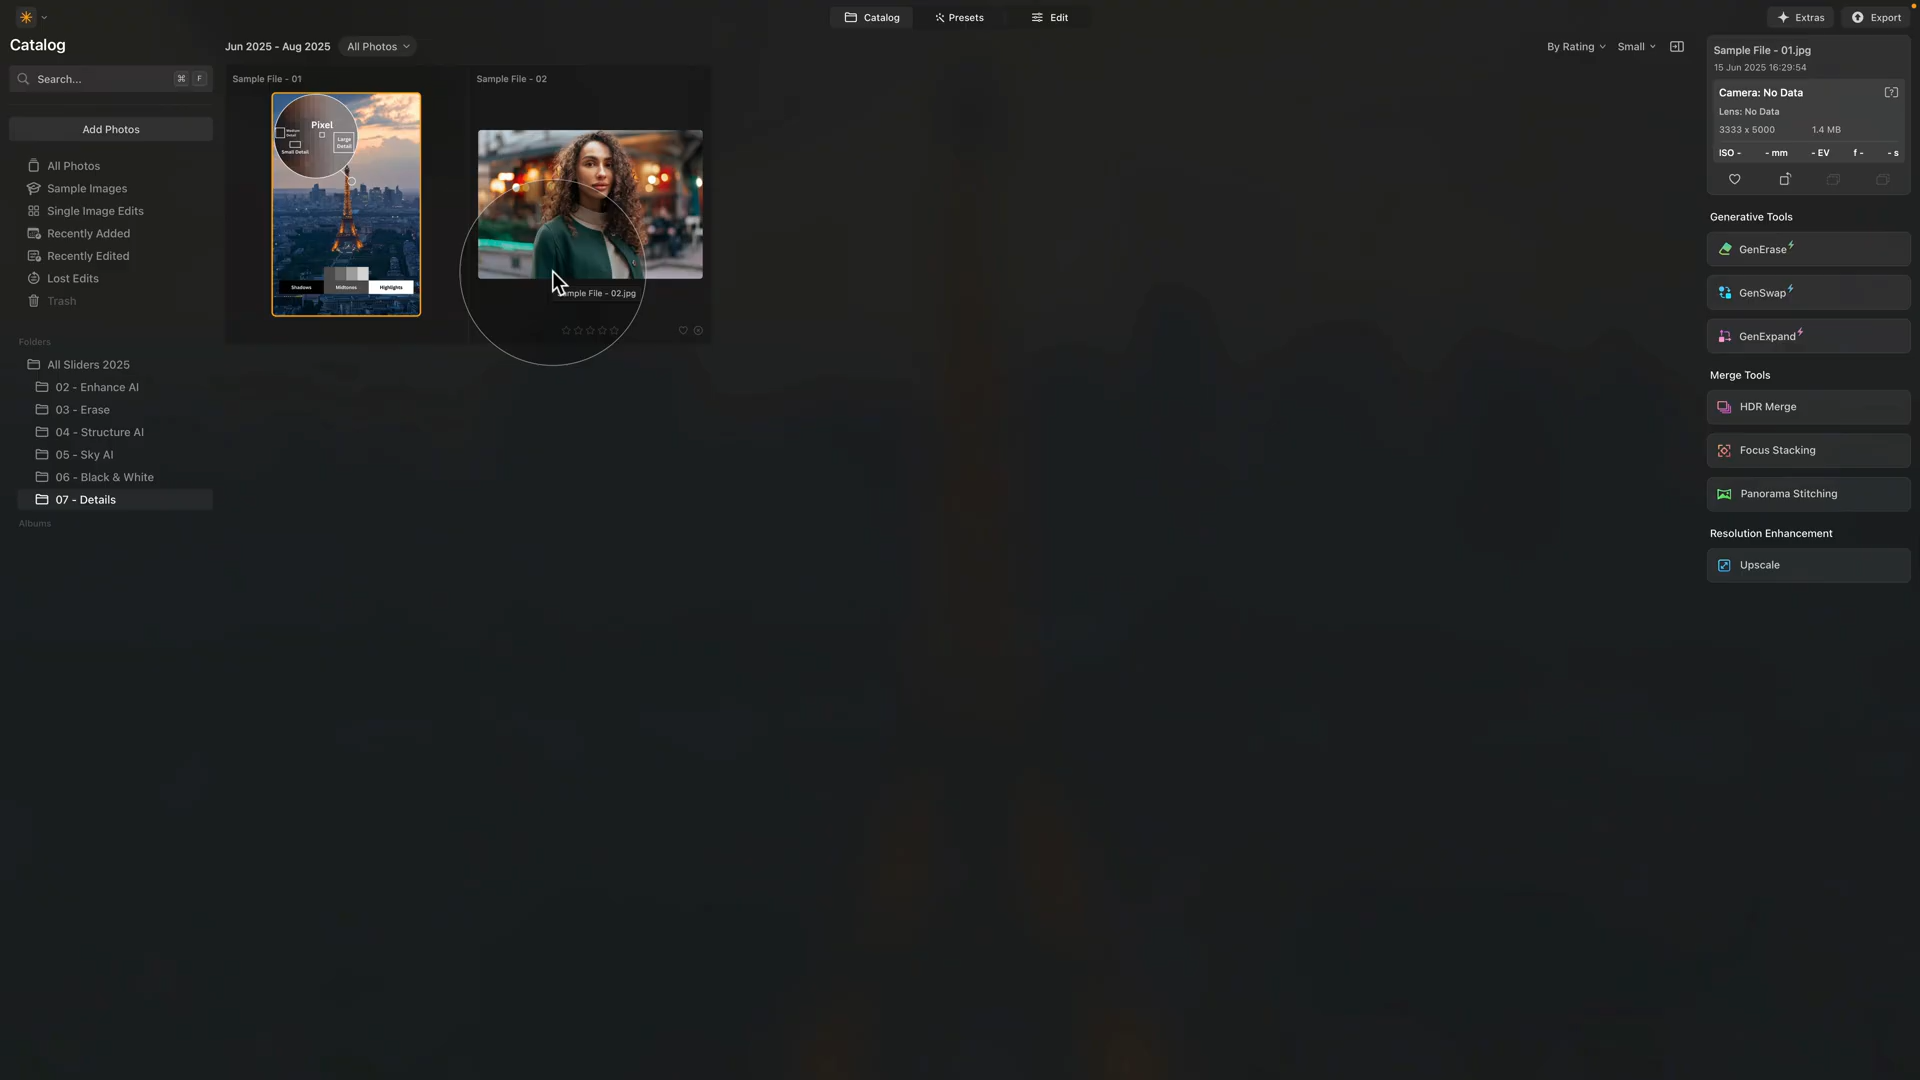 Catalog
Presets
Edit
Extras
Export
Catalog
Search...
⌘
F
Add Photos
All Photos
Sample Images
Single Image Edits
Recently Added
Recently Edited
Lost Edits
Trash
Folders
All Sliders 2025
02 - Enhance AI
03 - Erase
04 - Structure AI
05 - Sky AI
06 - Black & White
07 - Details
Albums
Jun 2025 - Aug 2025
All Photos
By Rating
Small
Sample File - 01
Sample File - 02
Pixel
Medium Detail
Large
Detail
Small Detail
Shadows
Midtones
Highlights
File - 02.jpg
Sample File - 01.jpg
15 Jun 2025 16:29:54
Camera: No Data
Lens: No Data
3333 x 5000
1.4 MB
ISO -
- mm
- EV
f -
- s
Generative Tools
GenErase
GenSwap
GenExpand
Merge Tools
HDR Merge
Focus Stacking
Panorama Stitching
Resolution Enhancement
Upscale